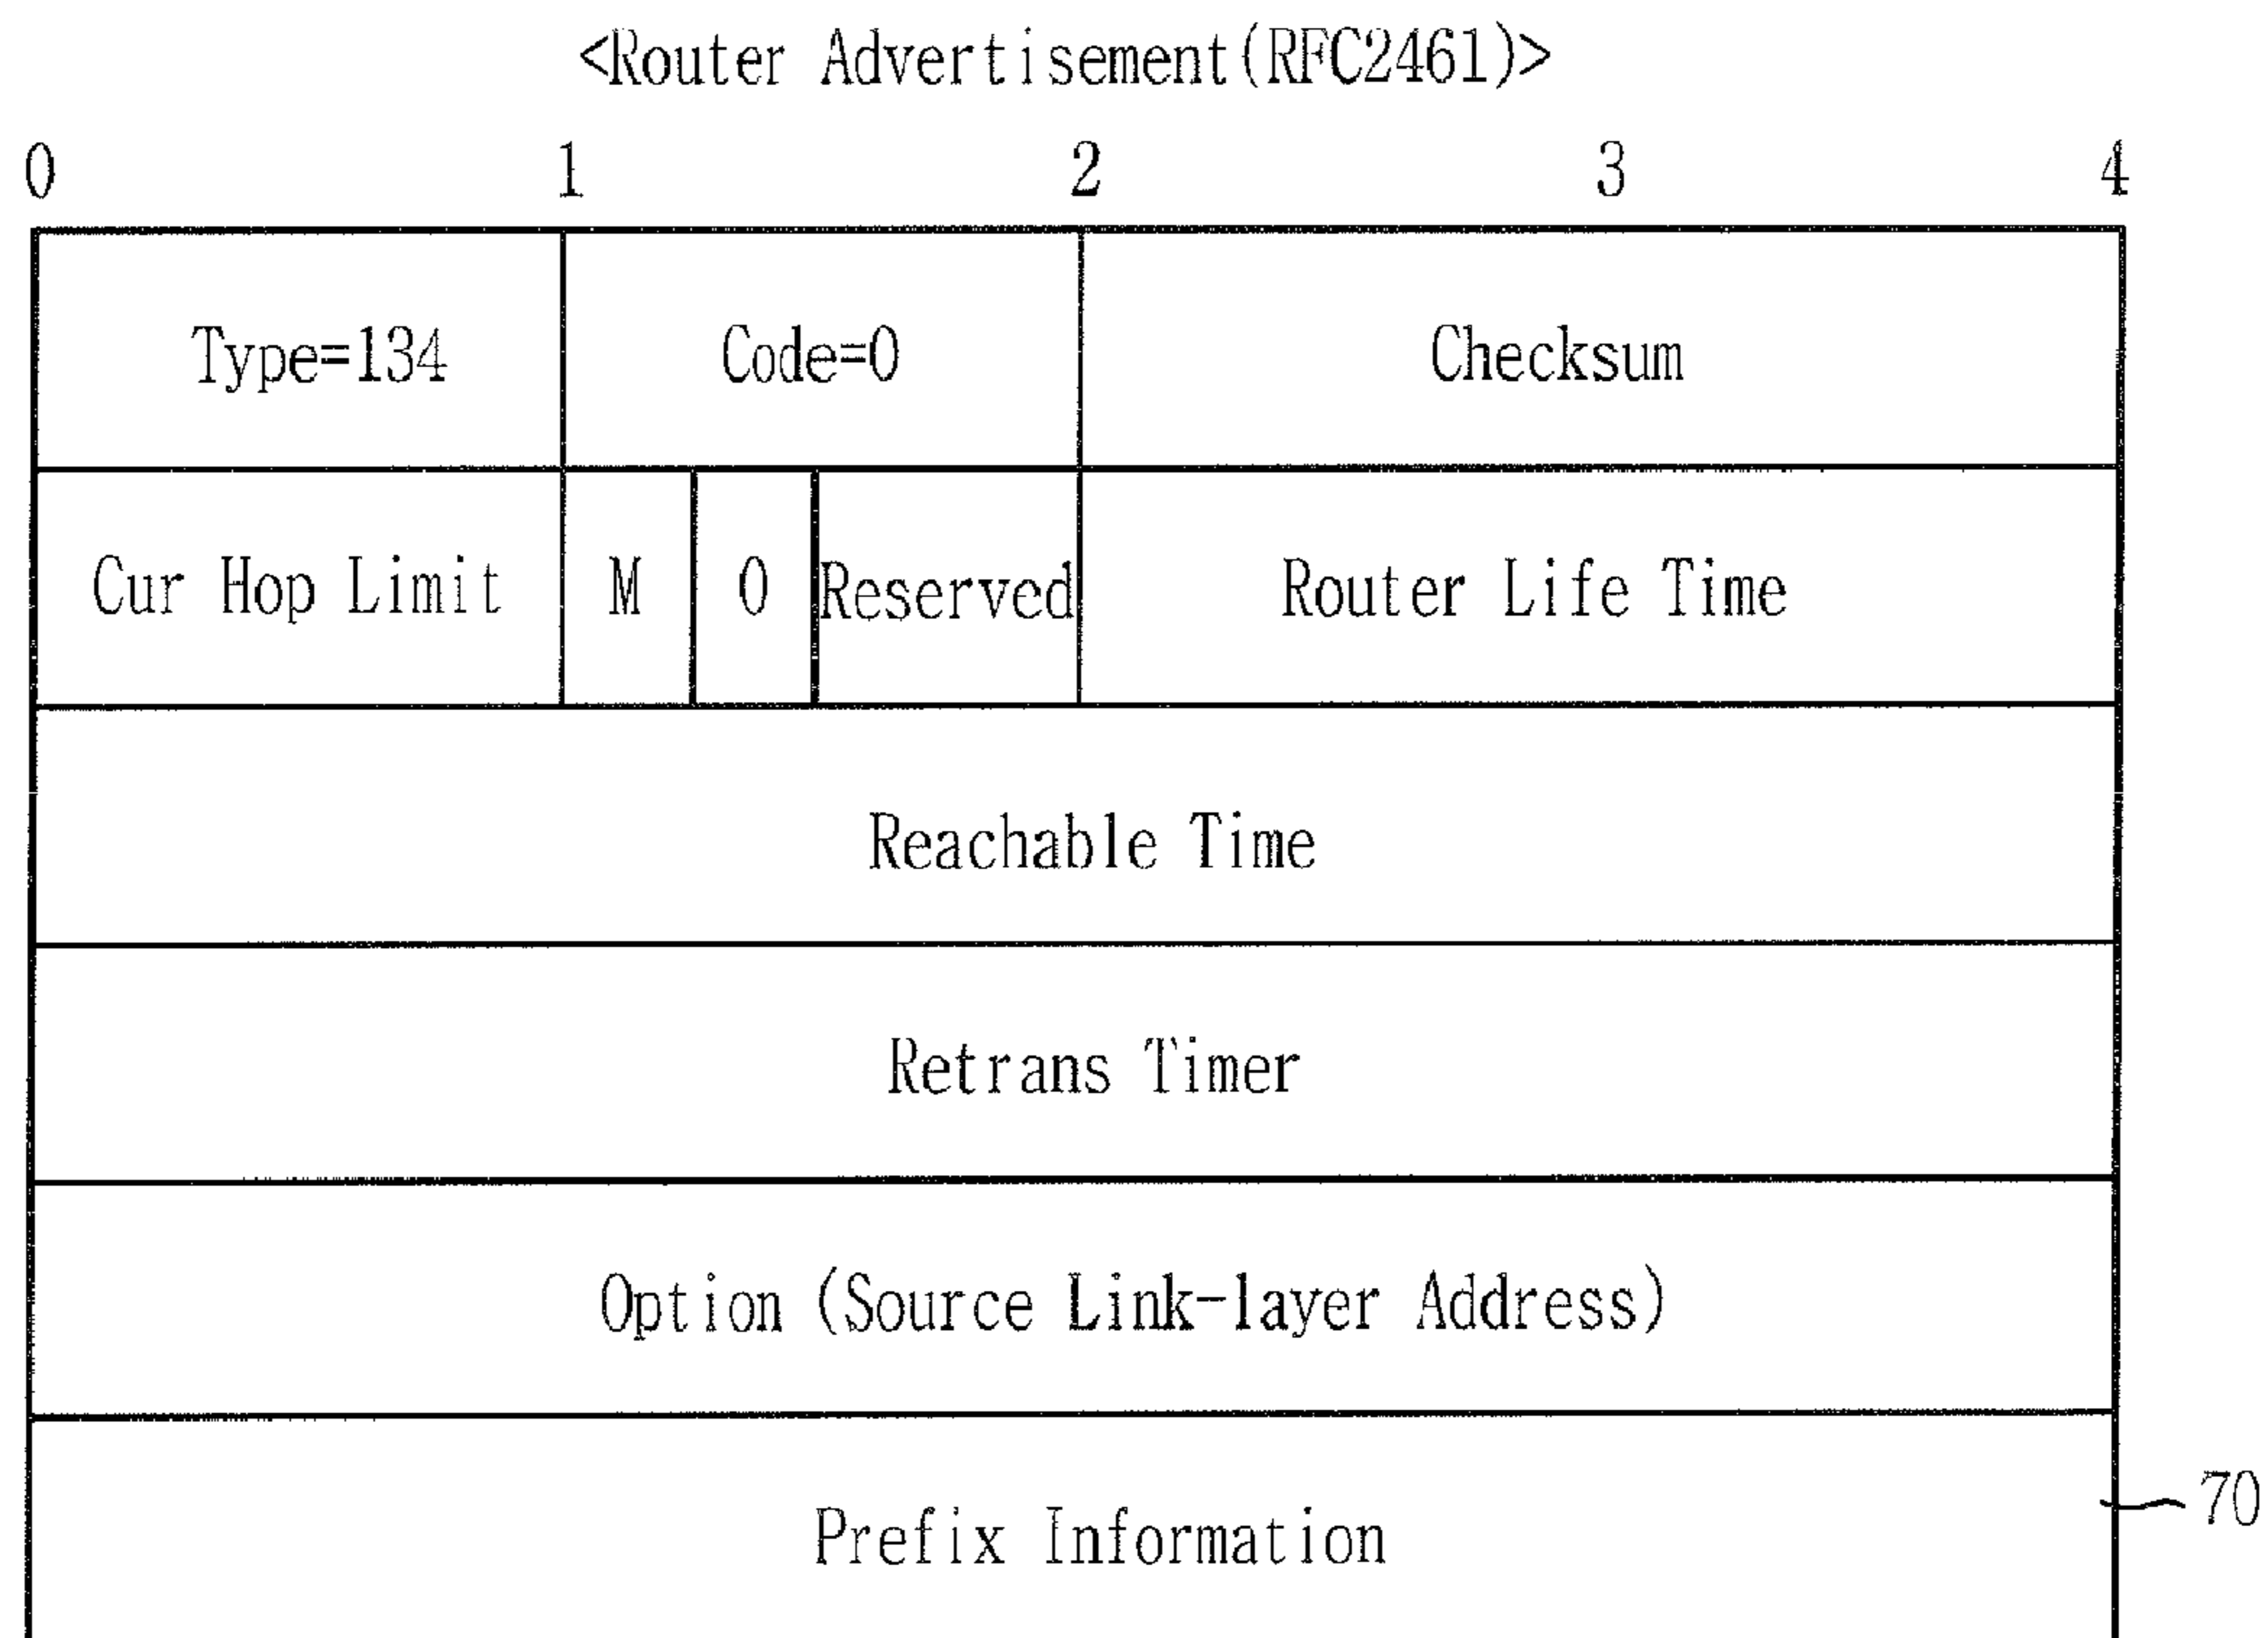 <Router Advertisement(RFC2461)>
0 1 2 3 4
Type=134 Code=0 Checksum
Cur Hop Limit M O Reserved Router Life Time
Reachable Time
Retrans Timer
Option (Source Link-layer Address)
Prefix Information 70